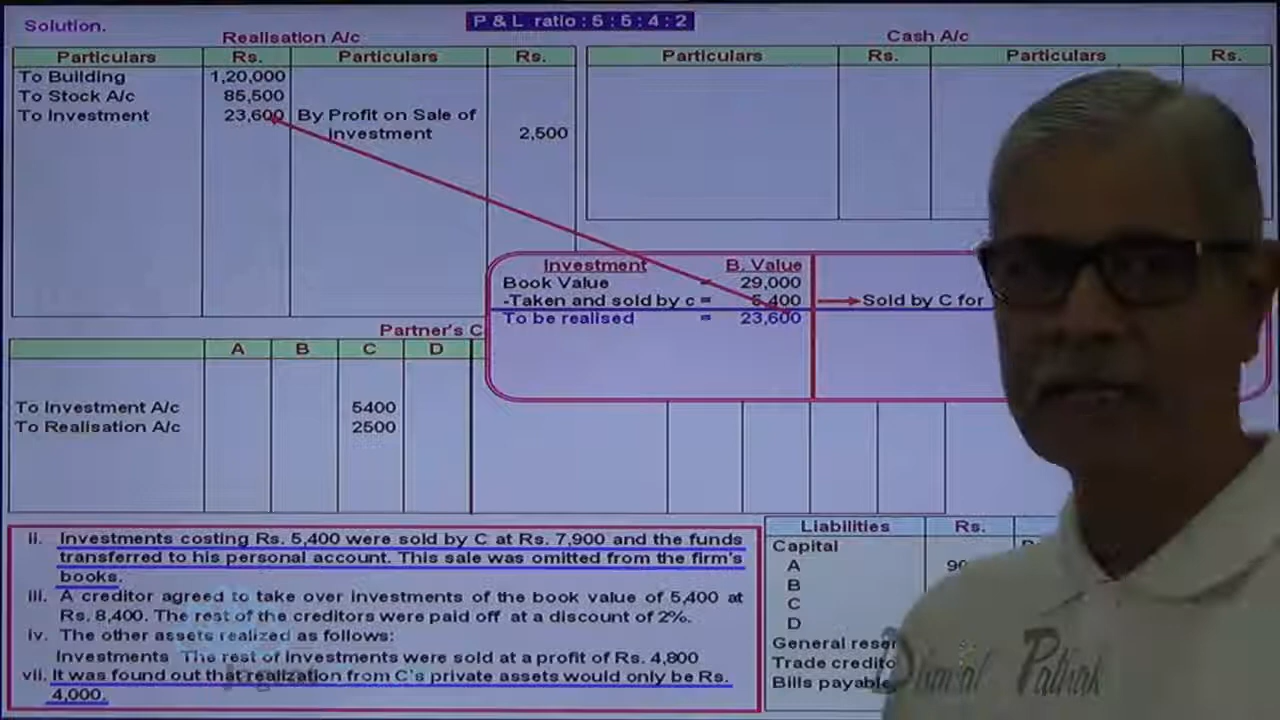 Solution.
P & L ratio : 5 : 5 : 4 : 2
Realisation A/c
Particulars Rs. Particulars Rs.
To Building 1,20,000
To Stock A/c 85,500
To Investment 23,600 By Profit on Sale of
investment 2,500
Cash A/c
Particulars Rs. Particulars Rs.
Investment B. Value
Book Value = 29,000
-Taken and sold by c = 5,400 Sold by C for
To be realised = 23,600
Partner's C
A B C D
To Investment A/c 5400
To Realisation A/c 2500
ii. Investments costing Rs. 5,400 were sold by C at Rs. 7,900 and the funds
transferred to his personal account. This sale was omitted from the firm's
books.
iii. A creditor agreed to take over investments of the book value of 5,400 at
Rs. 8,400. The rest of the creditors were paid off at a discount of 2%.
iv. The other assets realized as follows:
Investments The rest of Investments were sold at a profit of Rs. 4,800
vii. It was found out that realization from C's private assets would only be Rs.
4,000.
Liabilities Rs.
Capital
A 90
B
C
D
General reser
Trade credito
Bills payable
Pathak